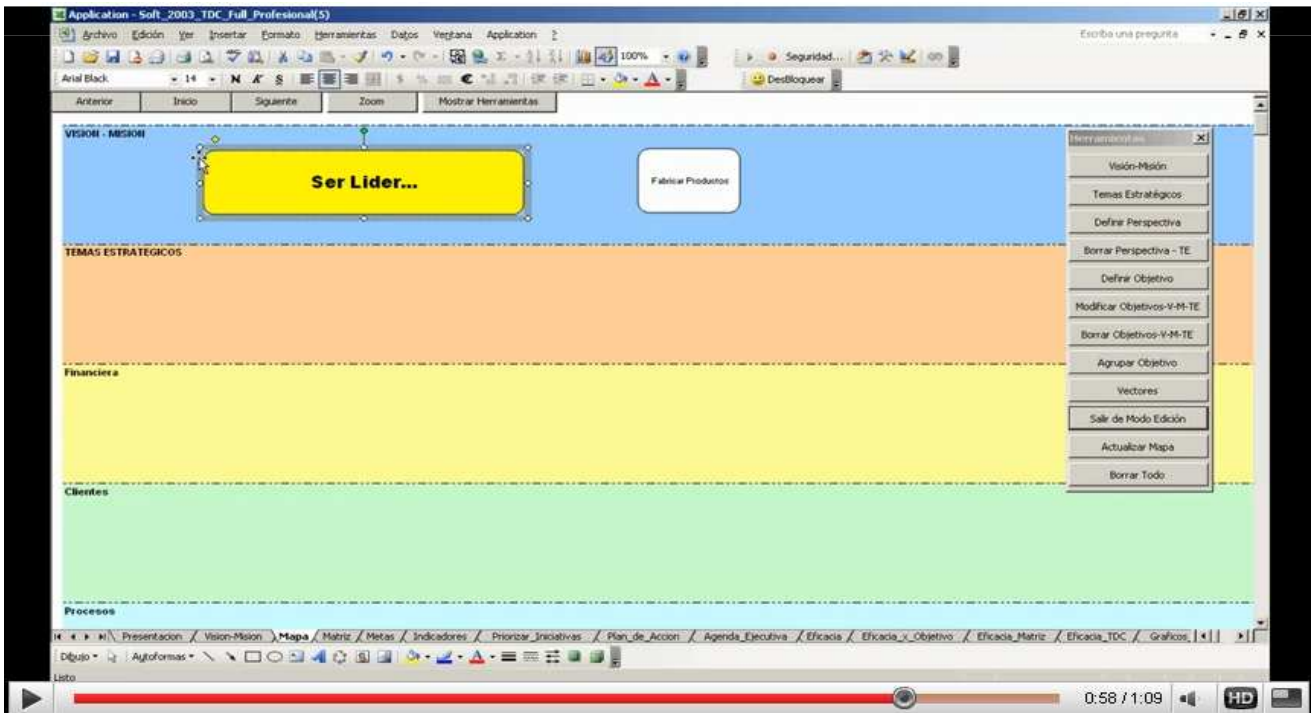 Application - Soft_2003_TDC_Full_Profesional(5)
Archivo Edición Ver Insertar Formato Herramientas Datos Ventana Application ? Escriba una pregunta
100% Seguridad...
Arial Black 14 N K S € DesBloquear
Anterior Inicio Siguiente Zoom Mostrar Herramientas
VISION - MISION
Ser Lider...
Fabricar Productos
TEMAS ESTRATEGICOS
Financiera
Clientes
Procesos
Herramientas
Visión-Misión
Temas Estratégicos
Definir Perspectiva
Borrar Perspectiva - TE
Definir Objetivo
Modificar Objetivos-V-M-TE
Borrar Objetivos-V-M-TE
Agrupar Objetivo
Vectores
Salir de Modo Edición
Actualizar Mapa
Borrar Todo
Presentacion / Vision-Mision / Mapa / Matriz / Metas / Indicadores / Priorizar_Iniciativas / Plan_de_Accion / Agenda_Ejecutiva / Eficacia / Eficacia_x_Objetivo / Eficacia_Matriz / Eficacia_TDC / Graficos
Dibujo Autoformas
Listo
0:58 / 1:09 HD